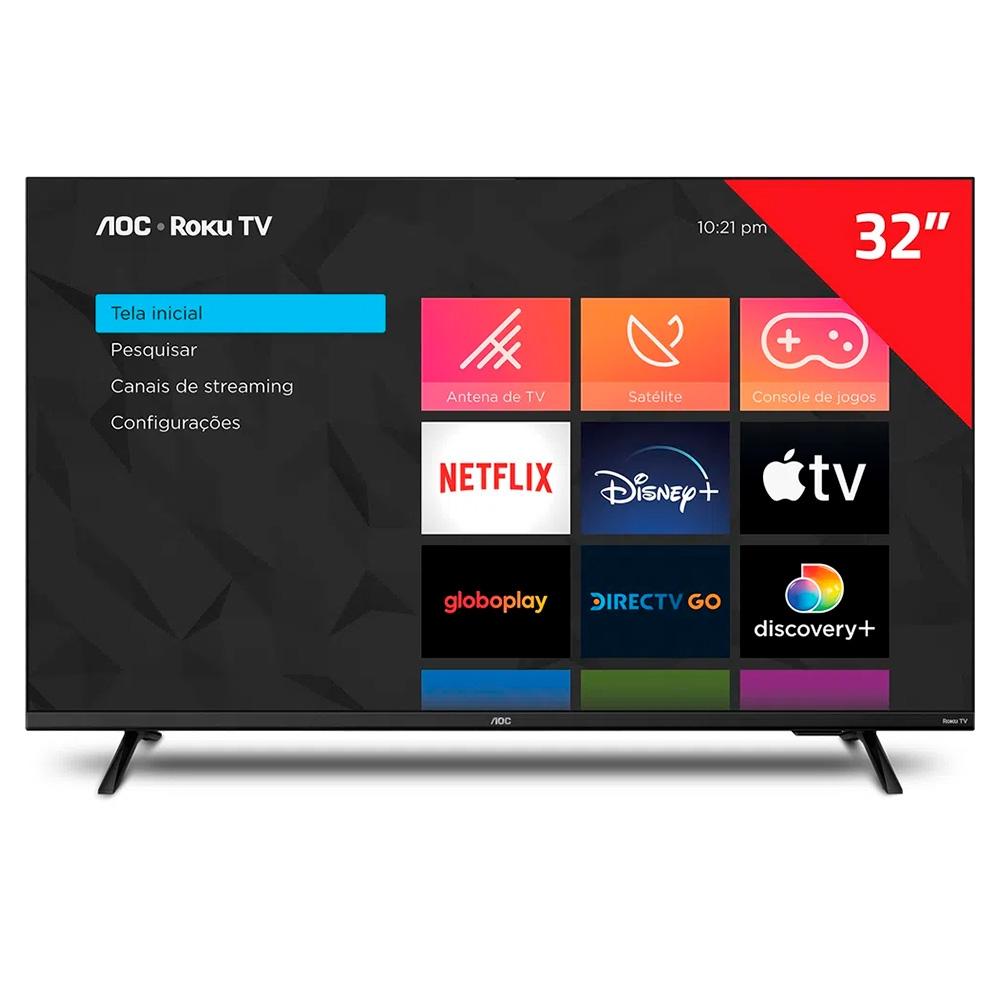 AOC • Roku TV
10:21 pm
32"
Tela inicial
Pesquisar
Canais de streaming
Configurações
Antena de TV
Satélite
Console de jogos
NETFLIX
Disney+
tv
globoplay
DIRECTV GO
discovery+
AOC
Roku TV